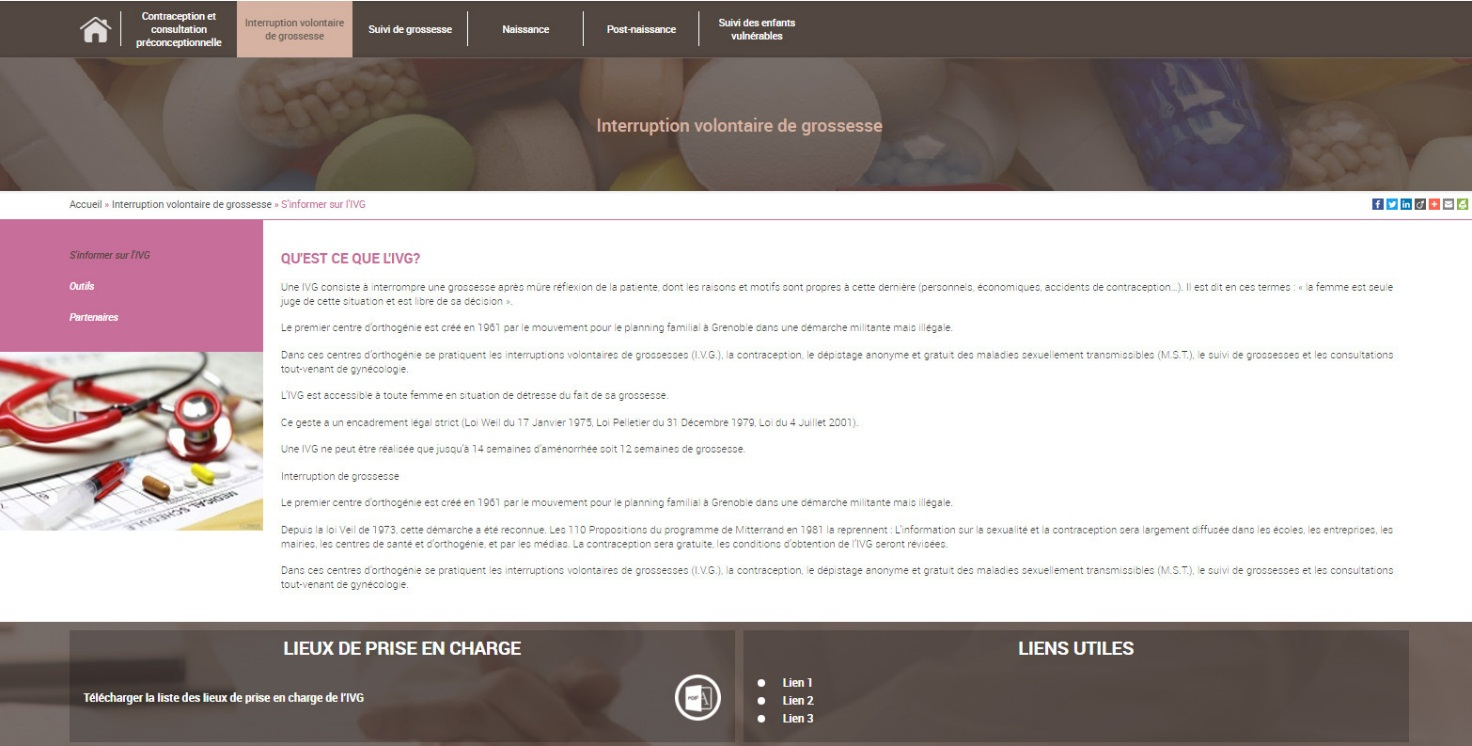 Contraception et
consultation
préconceptionnelle
Interruption volontaire
de grossesse
Suivi de grossesse
Naissance
Post-naissance
Suivi des enfants
vulnérables
Interruption volontaire de grossesse
Accueil » Interruption volontaire de grossesse » S'informer sur l'IVG
S'informer sur l'IVG
Outils
Partenaires
QU'EST CE QUE L'IVG?
Une IVG consiste à interrompre une grossesse après mûre réflexion de la patiente, dont les raisons et motifs sont propres à cette dernière (personnels, économiques, accidents de contraception...). Il est dit en ces termes : « la femme est seule
juge de cette situation et est libre de sa décision ».
Le premier centre d'orthogénie est créé en 1961 par le mouvement pour le planning familial à Grenoble dans une démarche militante mais illégale.
Dans ces centres d'orthogénie se pratiquent les interruptions volontaires de grossesses (I.V.G.), la contraception, le dépistage anonyme et gratuit des maladies sexuellement transmissibles (M.S.T.), le suivi de grossesses et les consultations
tout-venant de gynécologie.
L'IVG est accessible à toute femme en situation de détresse du fait de sa grossesse.
Ce geste a un encadrement légal strict (Loi Weil du 17 Janvier 1975, Loi Pelletier du 31 Décembre 1979, Loi du 4 Juillet 2001).
Une IVG ne peut être réalisée que jusqu'à 14 semaines d'aménorrhée soit 12 semaines de grossesse.
Interruption de grossesse
Le premier centre d'orthogénie est créé en 1961 par le mouvement pour le planning familial à Grenoble dans une démarche militante mais illégale.
Depuis la loi Veil de 1973, cette démarche a été reconnue. Les 110 Propositions du programme de Mitterrand en 1981 la reprennent : L'information sur la sexualité et la contraception sera largement diffusée dans les écoles, les entreprises, les
mairies, les centres de santé et d'orthogénie, et par les médias. La contraception sera gratuite, les conditions d'obtention de l'IVG seront révisées.
Dans ces centres d'orthogénie se pratiquent les interruptions volontaires de grossesses (I.V.G.), la contraception, le dépistage anonyme et gratuit des maladies sexuellement transmissibles (M.S.T.), le suivi de grossesses et les consultations
tout-venant de gynécologie.
MEDICAL SCHEDULE
LIEUX DE PRISE EN CHARGE
Télécharger la liste des lieux de prise en charge de l'IVG
PDF
LIENS UTILES
Lien 1
Lien 2
Lien 3